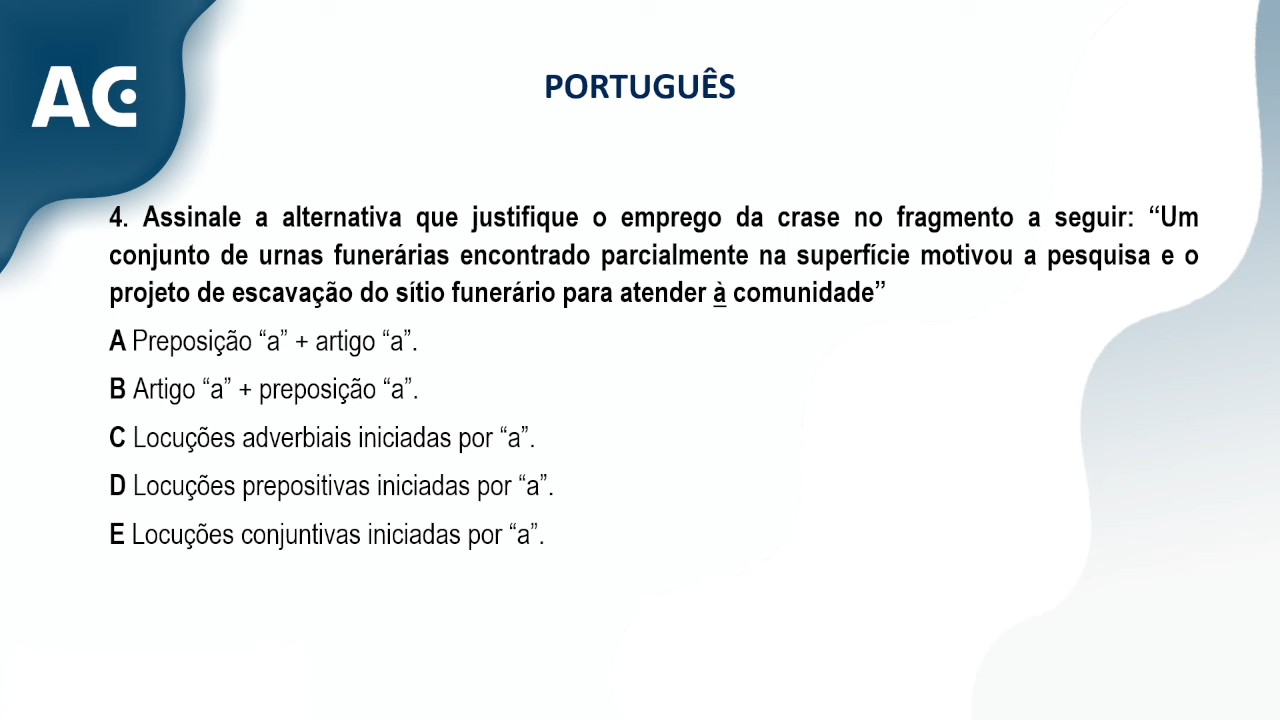 AC
PORTUGUÊS
4. Assinale a alternativa que justifique o emprego da crase no fragmento a seguir: “Um
conjunto de urnas funerárias encontrado parcialmente na superfície motivou a pesquisa e o
projeto de escavação do sítio funerário para atender à comunidade”
A Preposição “a” + artigo “a”.
B Artigo “a” + preposição “a”.
C Locuções adverbiais iniciadas por “a”.
D Locuções prepositivas iniciadas por “a”.
E Locuções conjuntivas iniciadas por “a”.